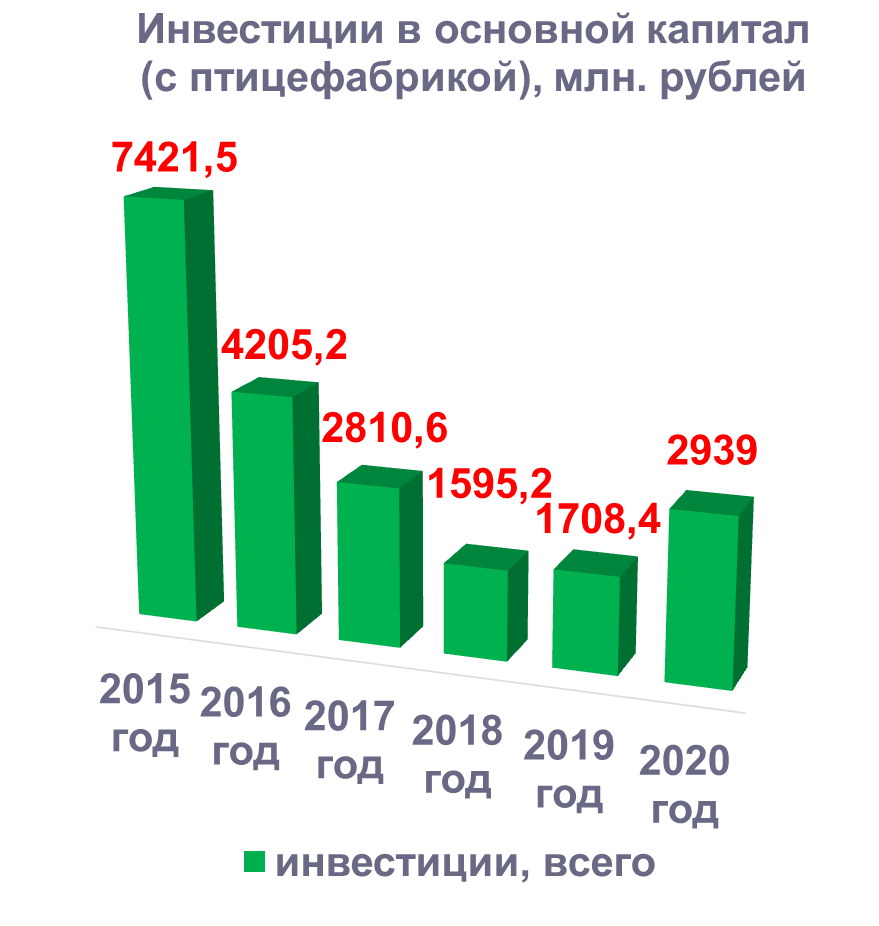 Инвестиции в основной капитал
(с птицефабрикой), млн. рублей
7421,5
4205,2
2810,6
1595,2
1708,4
2939
2015
год
2016
год
2017
год
2018
год
2019
год
2020
год
инвестиции, всего